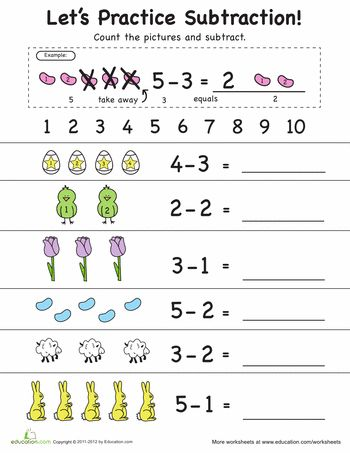 Let's Practice Subtraction!
Count the pictures and subtract.
Example:
5 - 3 = 2
5 take away 3 equals 2
1 2 3 4 5 6 7 8 9 10
1 2 3 4
4 - 3 =
1 2
2 - 2 =
3 - 1 =
5 - 2 =
3 - 2 =
5 - 1 =
education.com Copyright © 2011-2012 by Education.com More worksheets at www.education.com/worksheets